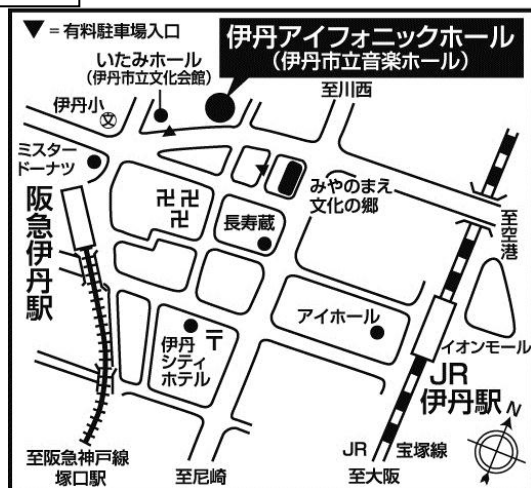 ▼=有料駐車場入口
伊丹アイフォニックホール
(伊丹市立音楽ホール)
いたみホール
(伊丹市立文化会館)
至川西
伊丹小
文
ミスター
ドーナツ
みやのまえ
文化の郷
卍卍
卍
長寿蔵
阪急伊丹駅
至空港
アイホール
イオンモール
伊丹
シティ
ホテル
〒
JR
伊丹駅
N
至阪急神戸線
塚口駅
至尼崎
JR 宝塚線
至大阪